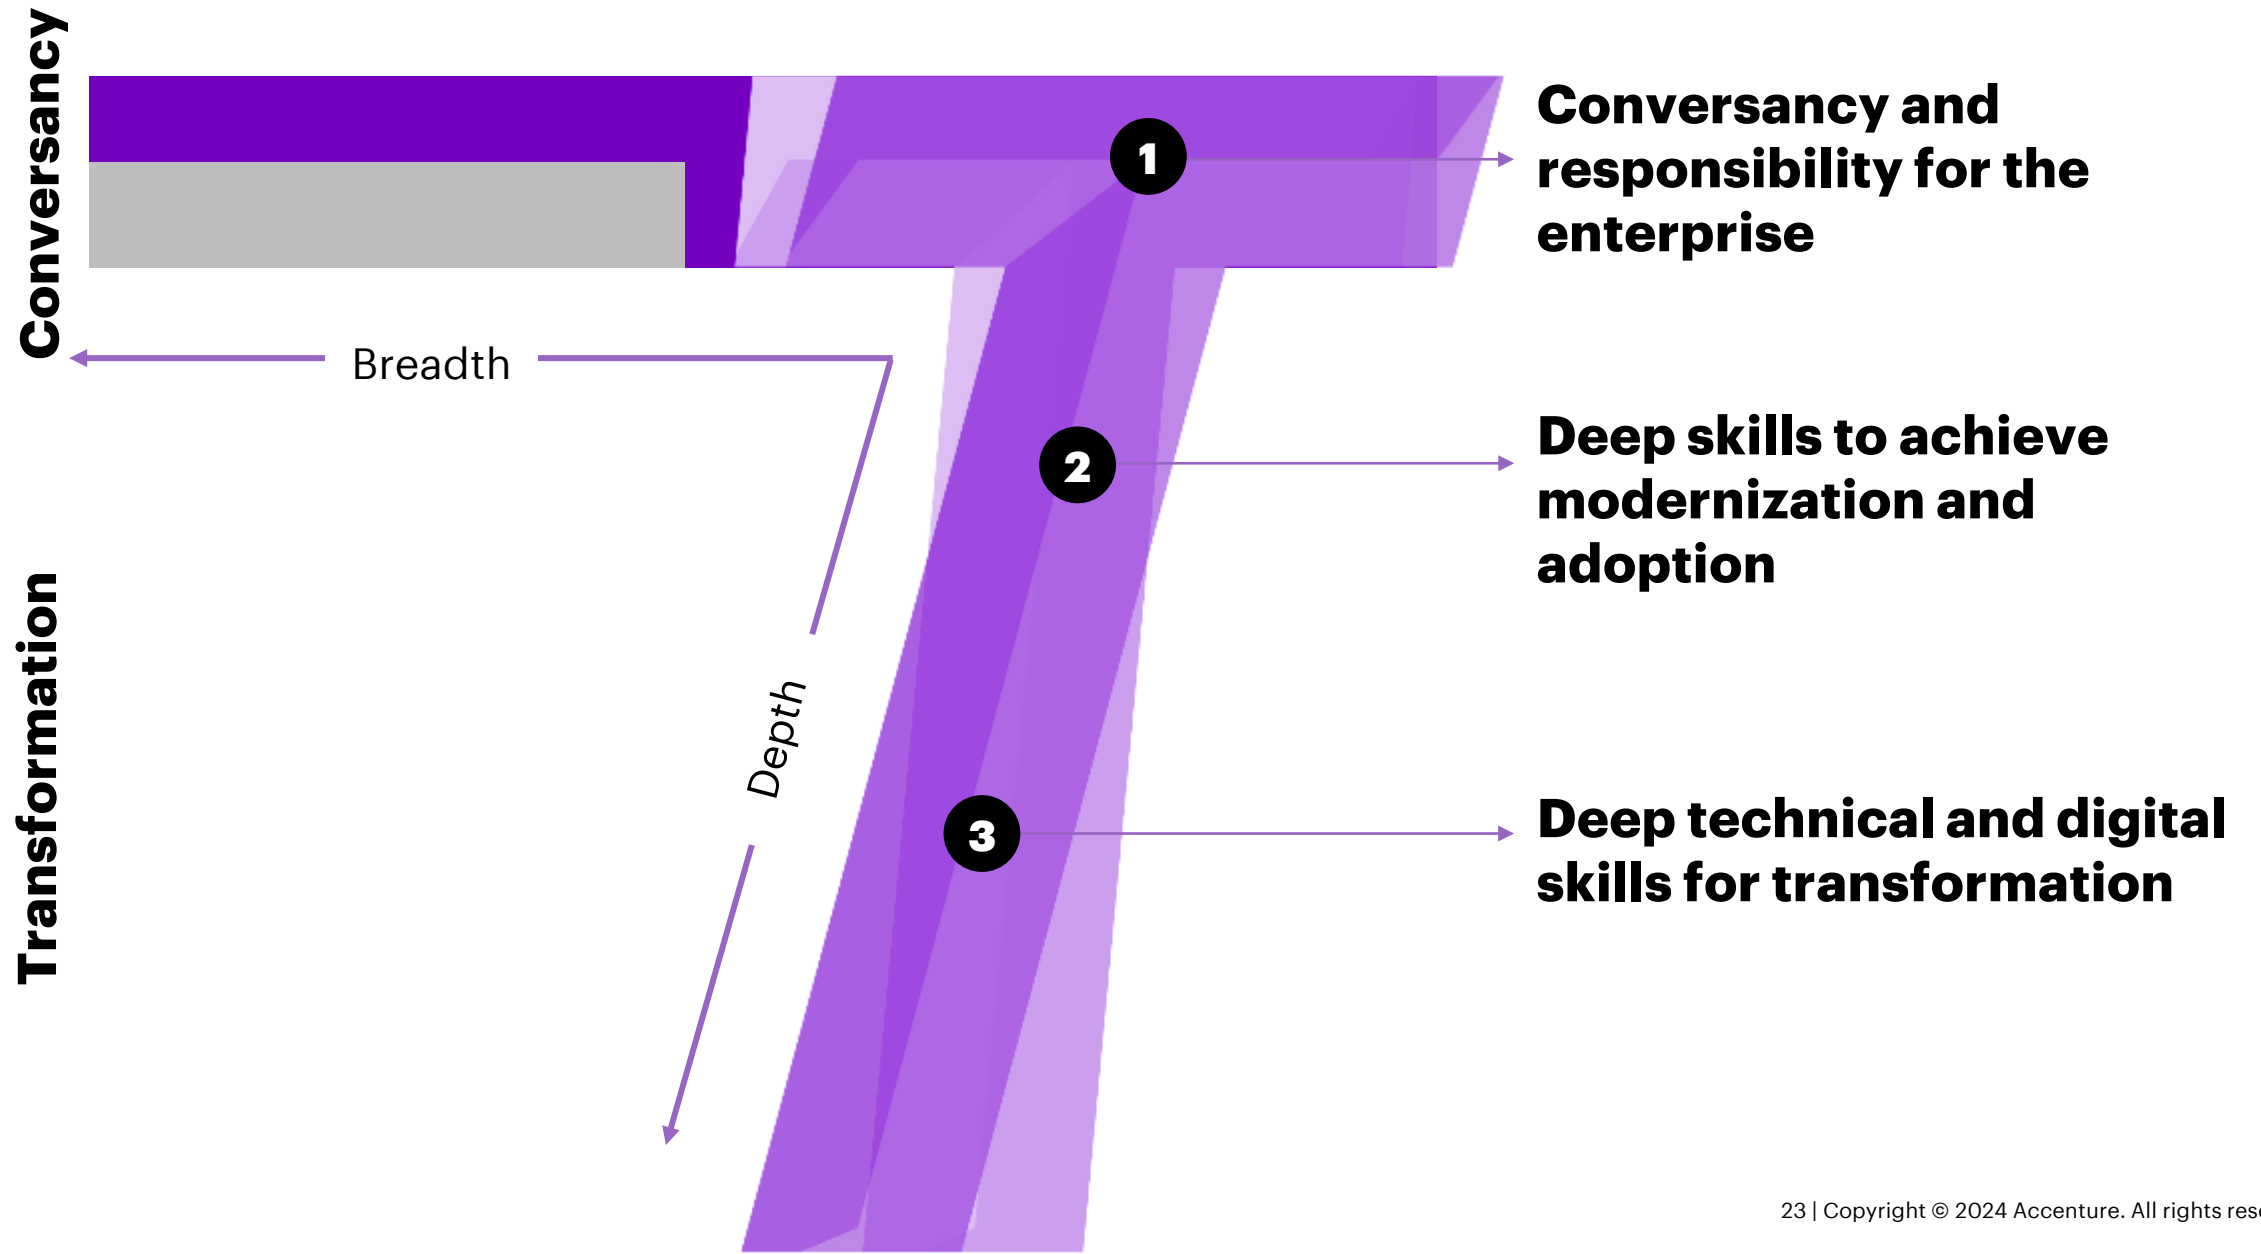 Conversancy
1
Conversancy and
responsibility for the
enterprise
Breadth
2
Deep skills to achieve
modernization and
adoption
Transformation
Depth
3
Deep technical and digital
skills for transformation
23 | Copyright © 2024 Accenture. All rights